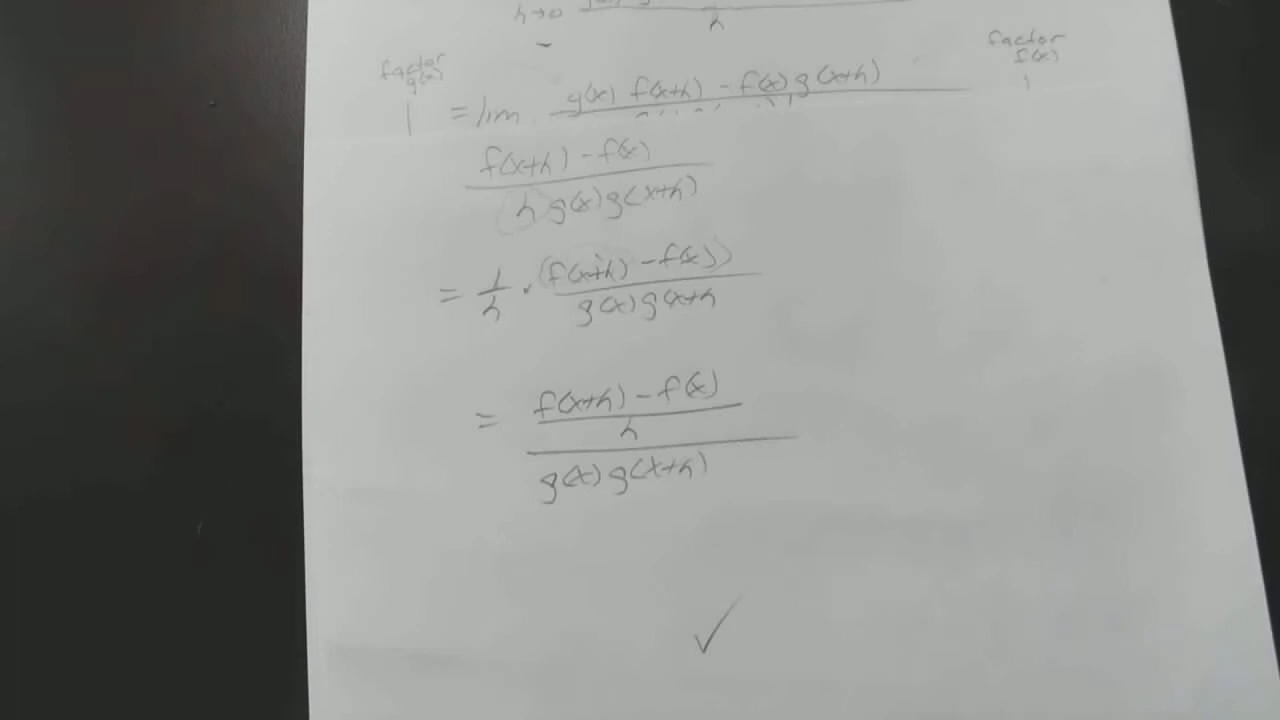 h→0
h
factor
g(x)
factor
f(x)
= lim g(x) f(x+h) - f(x) g(x+h)
f(x+h) - f(x)
h g(x) g(x+h)
= 1/h · (f(x+h) - f(x))
g(x) g(x+h
= f(x+h) - f(x)
h
g(x) g(x+h)
✓